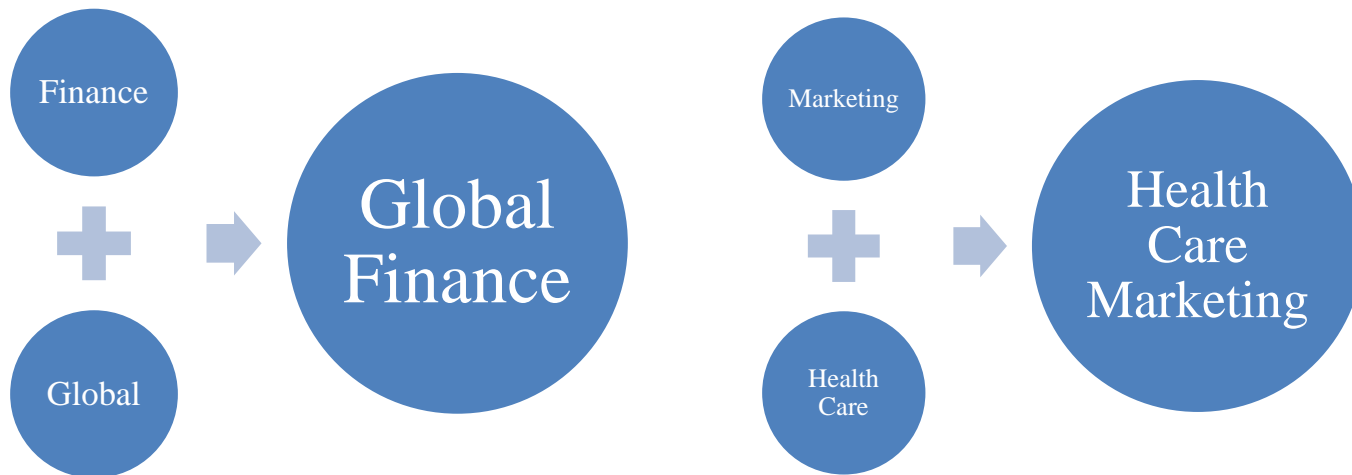 Finance
Global
Global
Finance
Marketing
Health
Care
Health
Care
Marketing